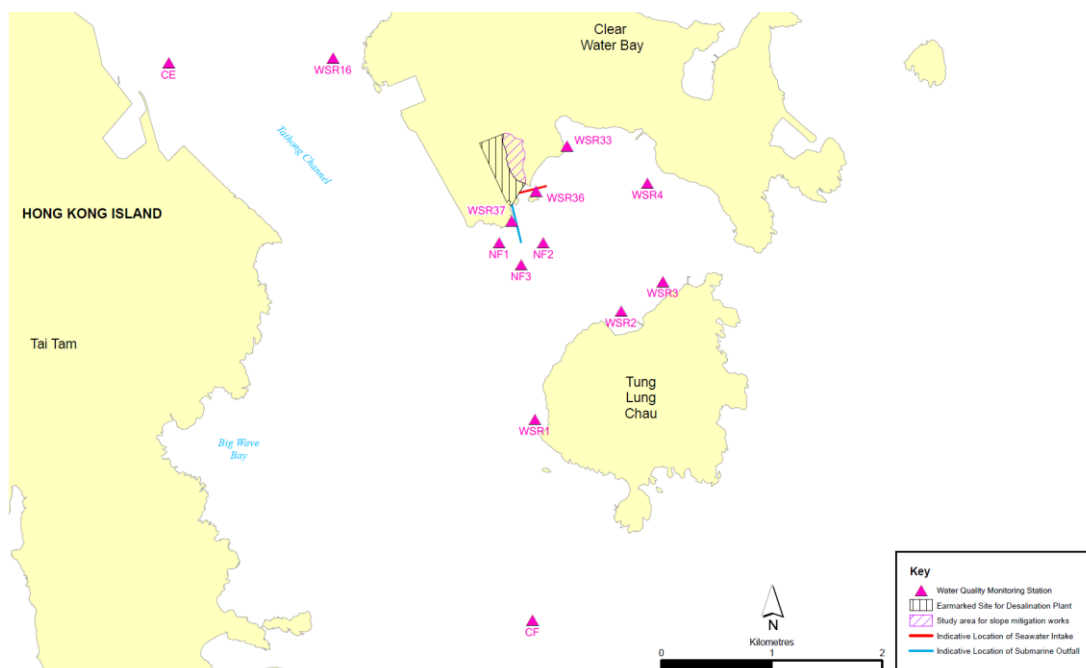 Clear
Water Bay
CE
WSR16
Tathong Channel
WSR33
WSR4
WSR36
HONG KONG ISLAND
WSR37
NF1
NF2
NF3
WSR3
WSR2
Tai Tam
Tung
Lung
Chau
WSR1
Big Wave
Bay
CF
N
Kilometres
0
1
2
Key
Water Quality Monitoring Station
Earmarked Site for Desalination Plant
Study area for slope mitigation works
Indicative Location of Seawater Intake
Indicative Location of Submarine Outfall